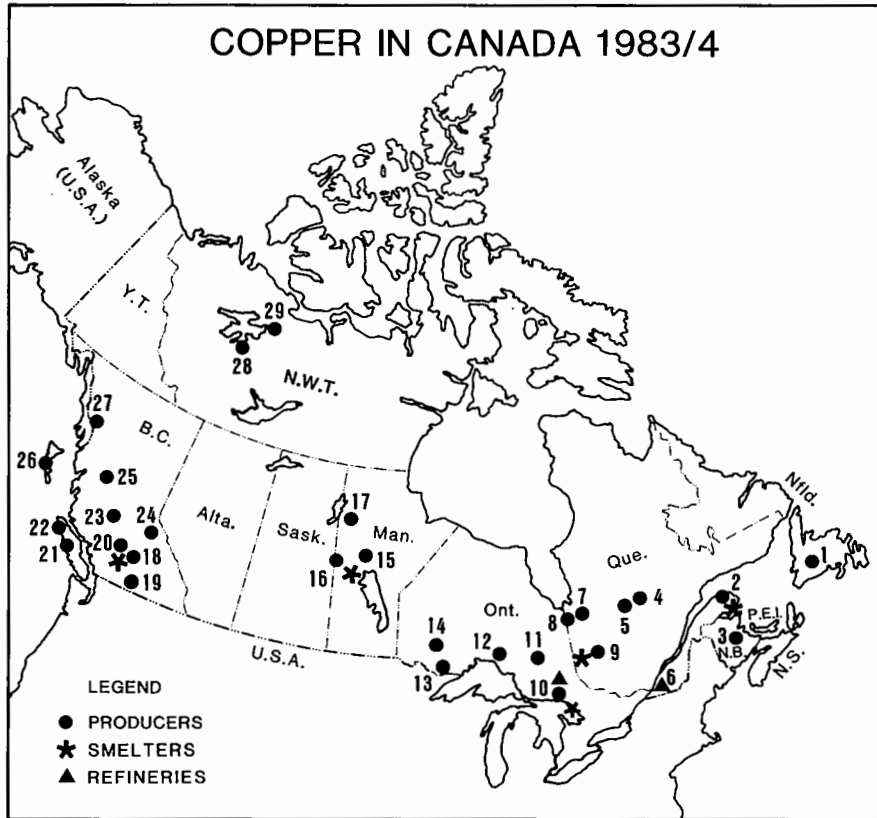 COPPER IN CANADA 1983/4
Alaska
(U.S.A.)
Y.T.
29
28
N.W.T.
27
B.C.
26
25
Nfld.
23
24
Alta.
Sask.
17
Man.
22
21
20
18
19
16
15
Que.
1
2
P.E.I.
3
N.B.
N.S.
4
5
7
8
9
Ont.
14
12
11
13
10
6
U.S.A.
LEGEND
PRODUCERS
SMELTERS
REFINERIES